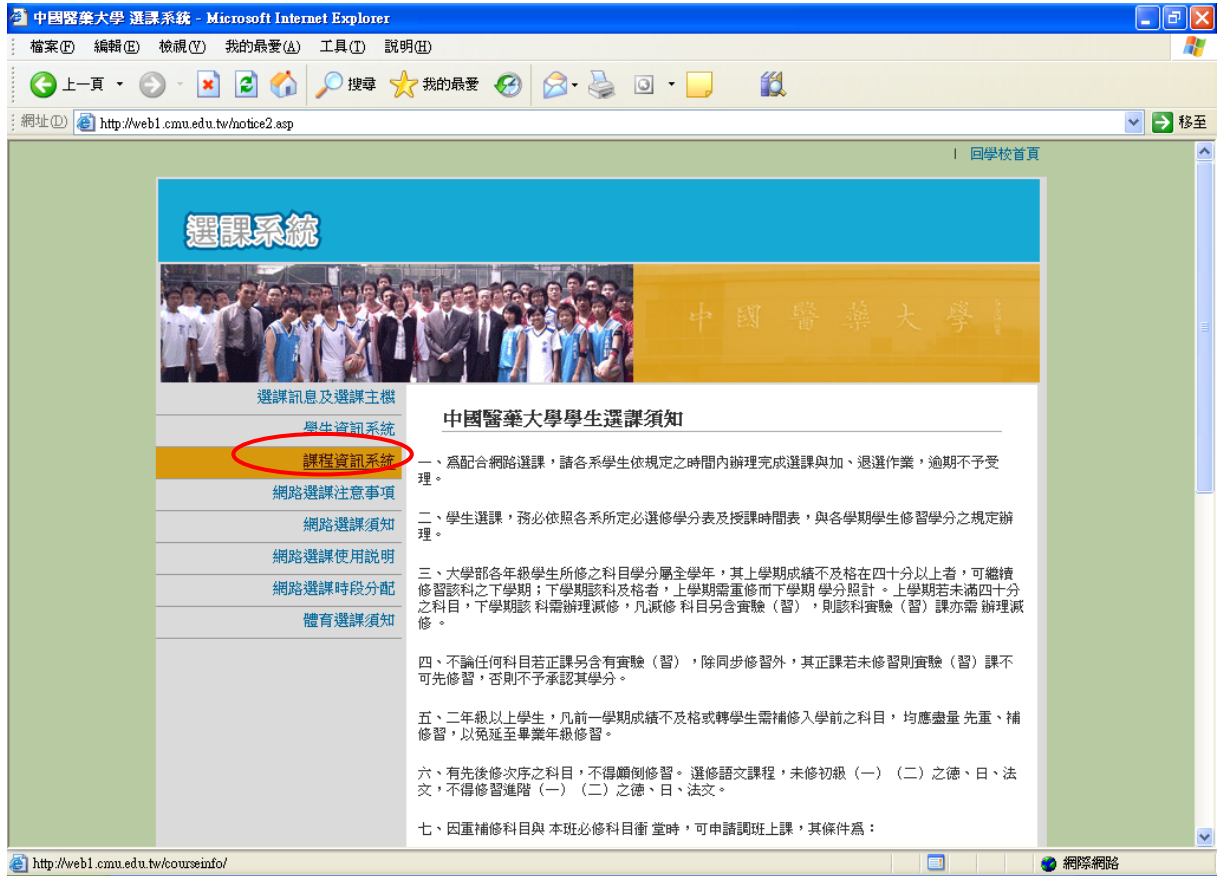 中國醫藥大學 選課系統 - Microsoft Internet Explorer
檔案(F) 編輯(E) 檢視(V) 我的最愛(A) 工具(T) 說明(H)
上一頁 搜尋 我的最愛
網址(D) http://web1.cmu.edu.tw/notice2.asp 移至
| 回學校首頁
選課系統
中國醫藥大學
選課訊息及選課主機
學生資訊系統
課程資訊系統
網路選課注意事項
網路選課須知
網路選課使用說明
網路選課時段分配
體育選課須知
中國醫藥大學學生選課須知
一、為配合網路選課，請各系學生依規定之時間內辦理完成選課與加、退選作業，逾期不予受
理。
二、學生選課，務必依照各系所定必選修學分表及授課時間表，與各學期學生修習學分之規定辦
理。
三、大學部各年級學生所修之科目學分屬全學年，其上學期成績不及格在四十分以上者，可繼續
修習該科之下學期；下學期該科及格者，上學期需重修而下學期 學分照計 。上學期若未滿四十分
之科目，下學期該 科需辦理減修，凡減修 科目另含實驗（習），則該科實驗（習）課亦需 辦理減
修 。
四、不論任何科目若正課另含有實驗（習），除同步修習外，其正課若未修習則實驗（習）課不
可先修習，否則不予承認其學分。
五、二年級以上學生，凡前一學期成績不及格或轉學生需補修入學前之科目， 均應盡量 先重、補
修習，以免延至畢業年級修習。
六、有先後修次序之科目，不得顛倒修習。 選修語文課程，未修初級（一）（二）之德、日、法
文，不得修習進階（一）（二）之德、日、法文。
七、因重補修科目與 本班必修科目衝 堂時，可申請調班上課，其條件為：
http://web1.cmu.edu.tw/courseinfo/ 網際網路